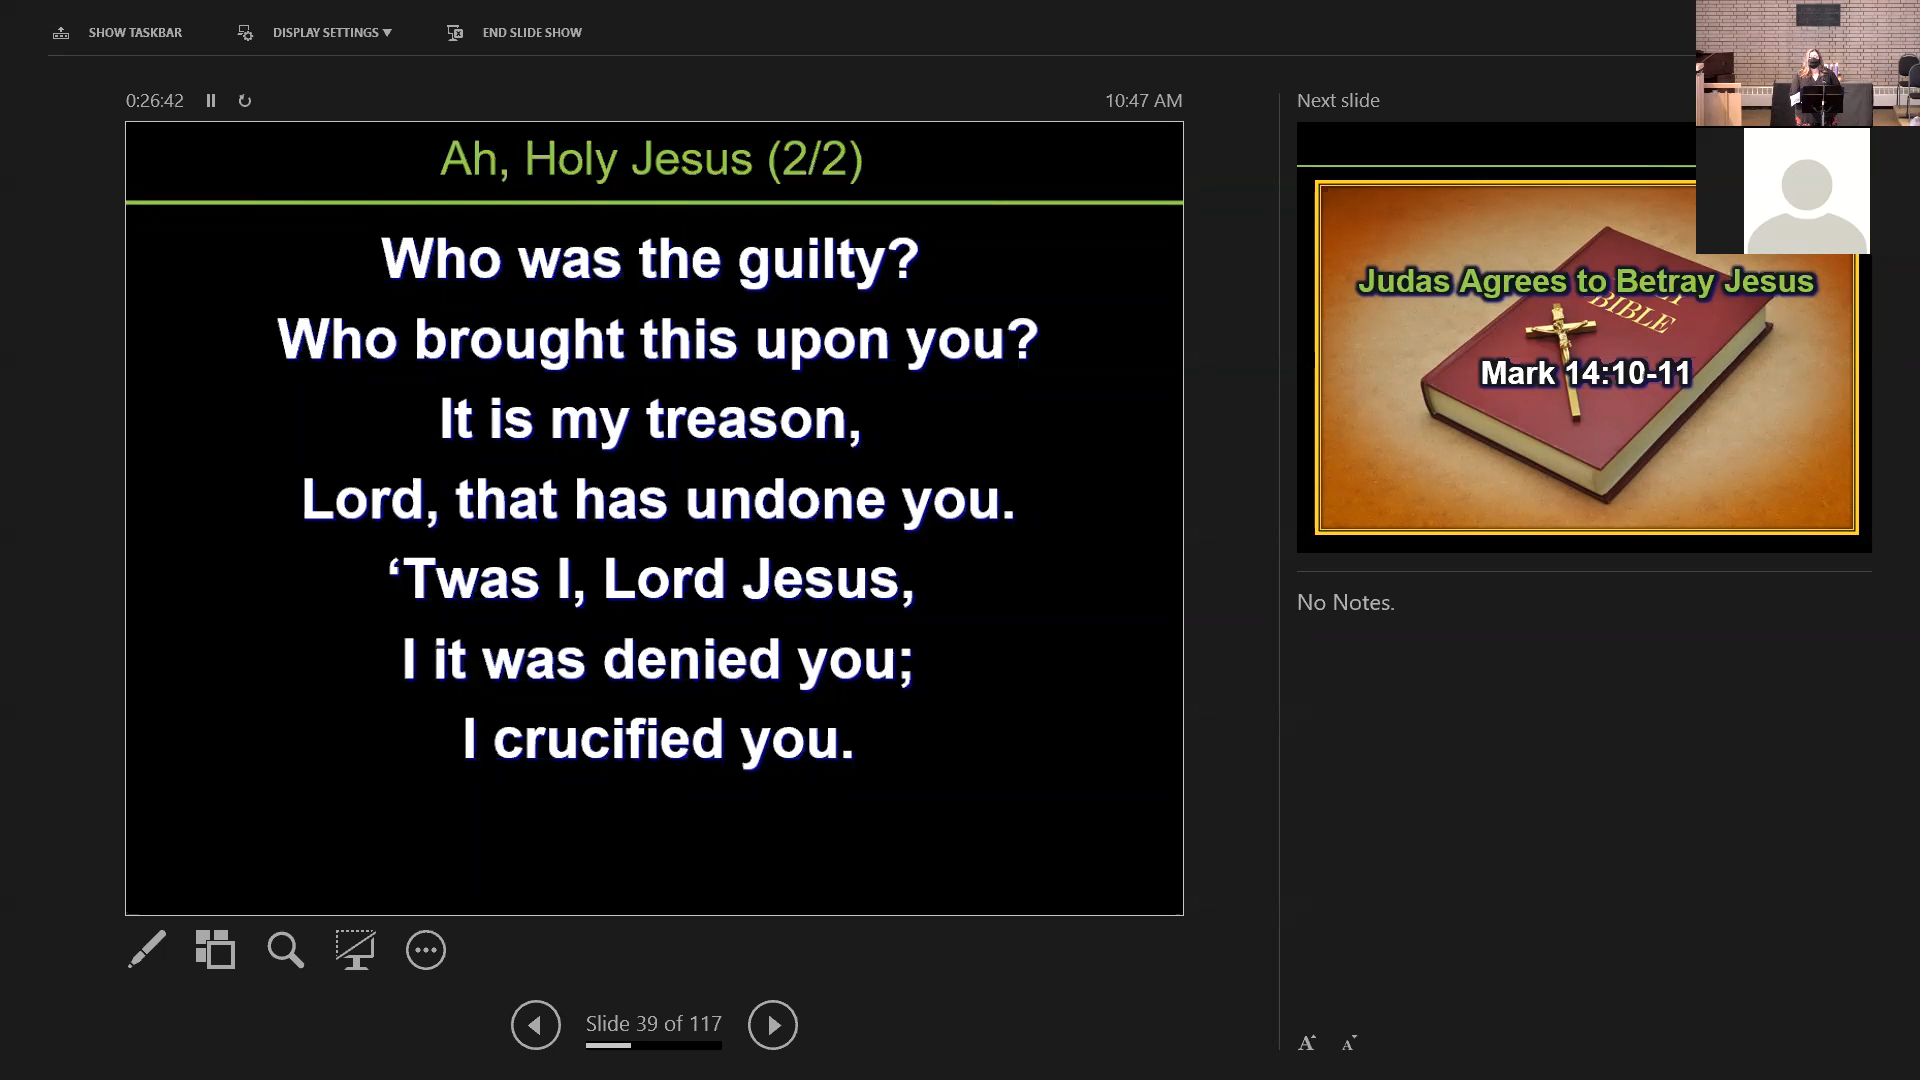 SHOW TASKBAR
DISPLAY SETTINGS ▼
END SLIDE SHOW
0:26:42
10:47 AM
Ah, Holy Jesus (2/2)
Who was the guilty?
Who brought this upon you?
It is my treason,
Lord, that has undone you.
‘Twas I, Lord Jesus,
I it was denied you;
I crucified you.
Slide 39 of 117
Next slide
Judas Agrees to Betray Jesus
BIBLE
Mark 14:10-11
No Notes.
A
A